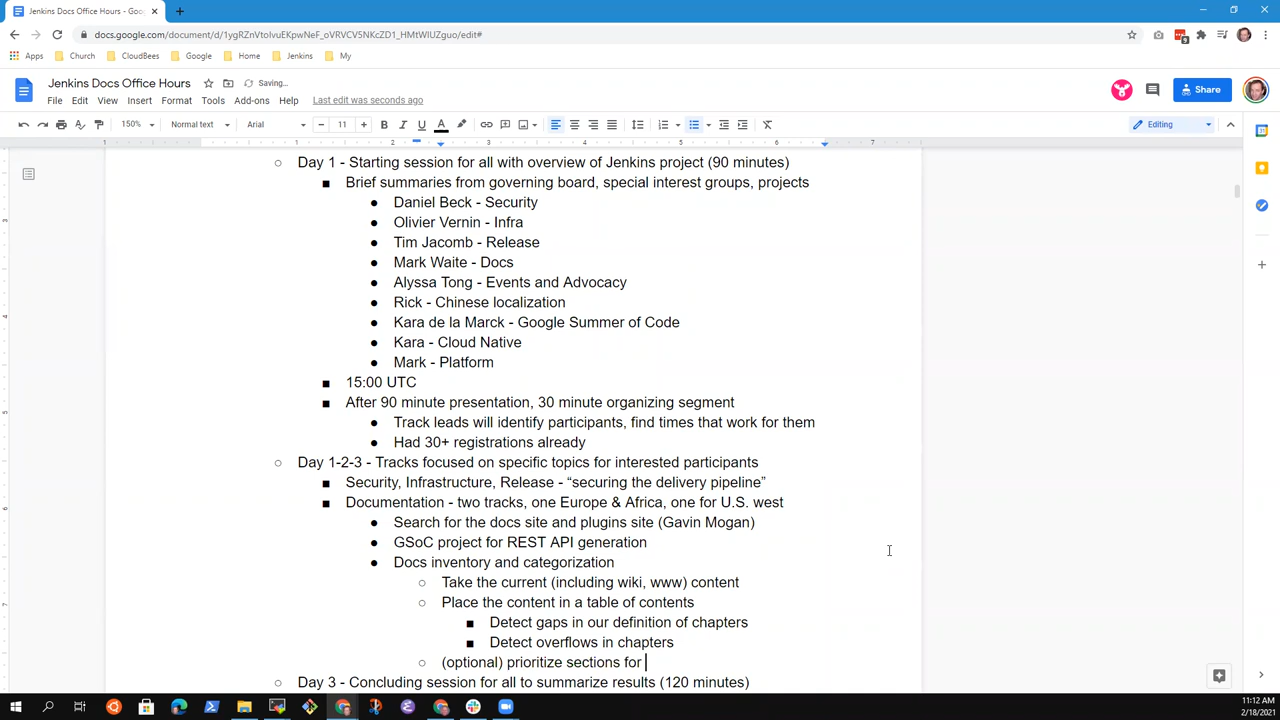 Jenkins Docs Office Hours - Goo
docs.google.com/document/d/1ygRZnVtoIvuEKpwNeF_oVRVCV5NKcZD1_HMtWIUZguo/edit#
Apps Church CloudBees Google Home Jenkins My
Jenkins Docs Office Hours Saving...
File Edit View Insert Format Tools Add-ons Help Last edit was seconds ago
Share
150% Normal text Arial 11 Editing
1 1 2 3 4 5 6 7
Day 1 - Starting session for all with overview of Jenkins project (90 minutes)
Brief summaries from governing board, special interest groups, projects
Daniel Beck - Security
Olivier Vernin - Infra
Tim Jacomb - Release
Mark Waite - Docs
Alyssa Tong - Events and Advocacy
Rick - Chinese localization
Kara de la Marck - Google Summer of Code
Kara - Cloud Native
Mark - Platform
15:00 UTC
After 90 minute presentation, 30 minute organizing segment
Track leads will identify participants, find times that work for them
Had 30+ registrations already
Day 1-2-3 - Tracks focused on specific topics for interested participants
Security, Infrastructure, Release - “securing the delivery pipeline”
Documentation - two tracks, one Europe & Africa, one for U.S. west
Search for the docs site and plugins site (Gavin Mogan)
GSoC project for REST API generation
Docs inventory and categorization
Take the current (including wiki, www) content
Place the content in a table of contents
Detect gaps in our definition of chapters
Detect overflows in chapters
(optional) prioritize sections for
Day 3 - Concluding session for all to summarize results (120 minutes)
11:12 AM
2/18/2021